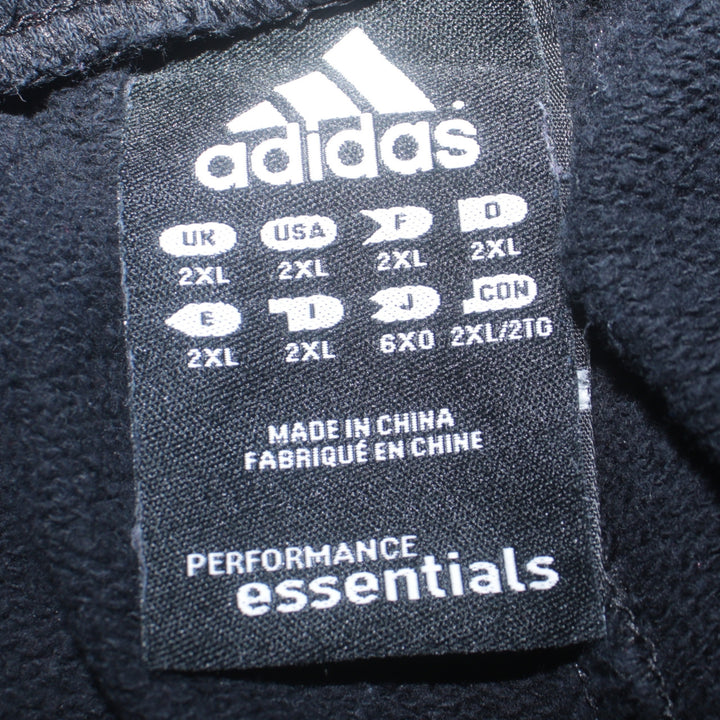 adidas
UK USA F D
2XL 2XL 2XL 2XL
E I J CON
2XL 2XL 6XO 2XL/2TG
MADE IN CHINA
FABRIQUÉ EN CHINE
PERFORMANCE
essentials